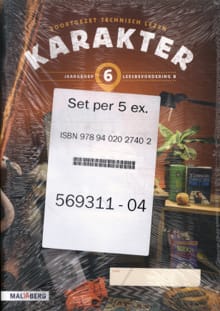 VOORTGEZET TECHNISCH LEZEN
KARAKTER
JAARGROEP 6 LEESBEVORDERING B
Set per 5 ex.
ISBN 978 94 020 2740 2
569311 - 04
MALMBERG